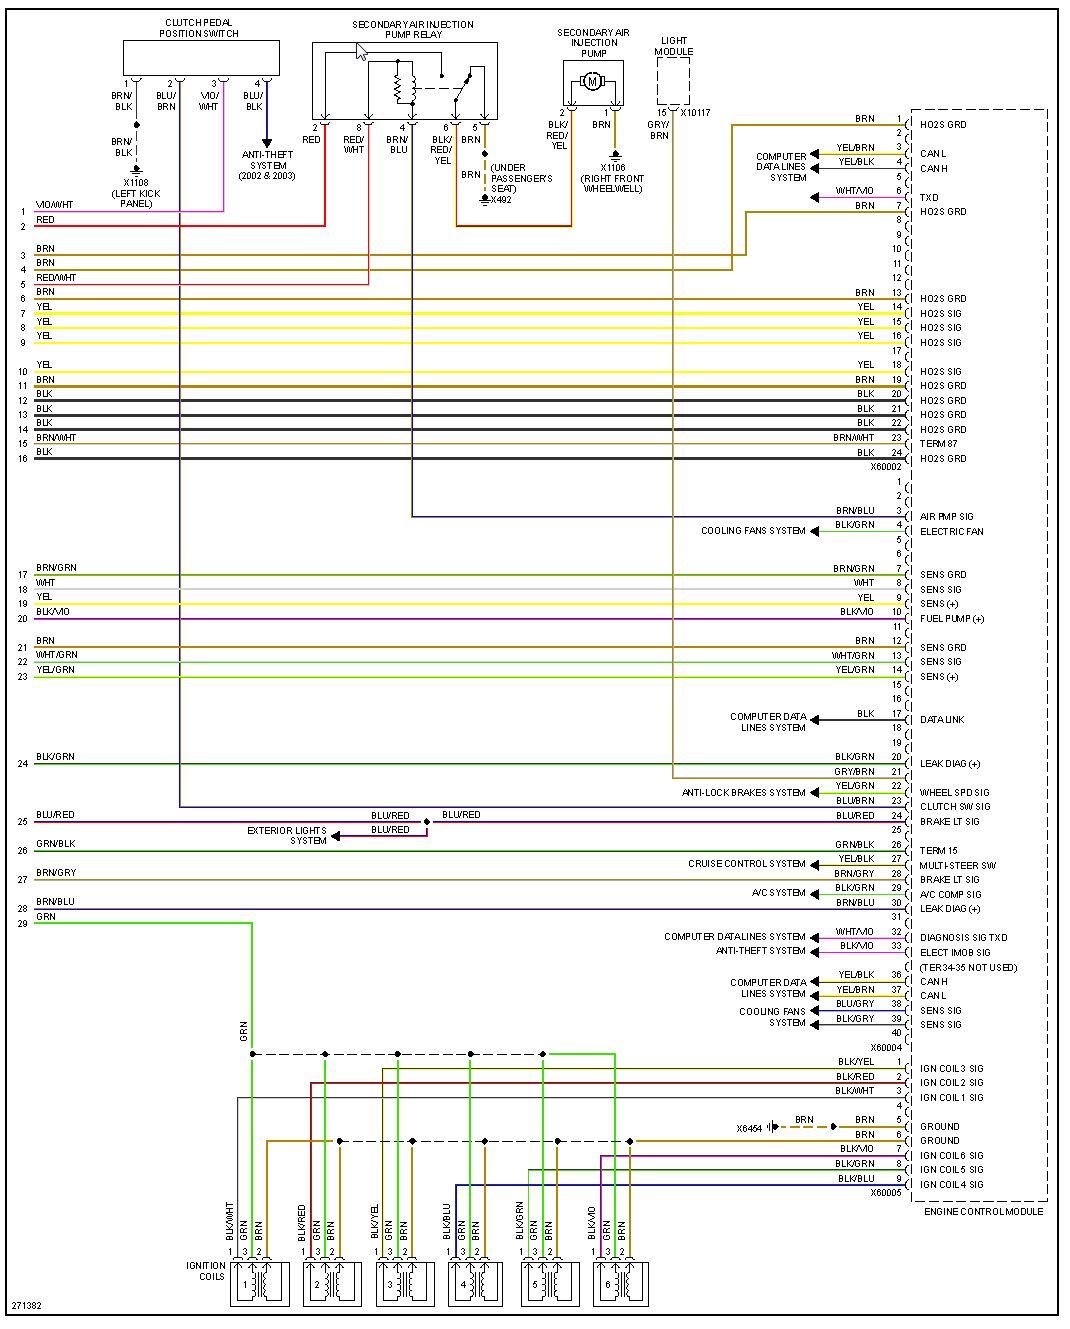 CLUTCH PEDAL
POSITION SWITCH
SECONDARY AIR INJECTION
PUMP RELAY
SECONDARY AIR
INJECTION
PUMP
LIGHT
MODULE
M
1 2 3 4
BRN/
BLK
BLU/
BRN
VIO/
WHT
BLU/
BLK
2 8 4 6 5
RED
RED/
WHT
BRN/
BLU
BLK/
RED/
YEL
BRN
2 1
BLK/
RED/
YEL
BRN
15 X10117
GRY/
BRN
BRN/
BLK
X1108
(LEFT KICK
PANEL)
ANTI-THEFT
SYSTEM
(2002 & 2003)
BRN
(UNDER
PASSENGER'S
SEAT)
X492
X1106
(RIGHT FRONT
WHEELWELL)
BRN 1 HO2S GRD
2
COMPUTER
DATA LINES
SYSTEM
YEL/BRN 3 CAN L
YEL/BLK 4 CAN H
5
WHT/VIO 6 TXD
1 VIO/WHT
BRN 7 HO2S GRD
2 RED
8
9
3 BRN
10
4 BRN
11
5 RED/WHT
12
6 BRN BRN 13 HO2S GRD
7 YEL YEL 14 HO2S SIG
8 YEL YEL 15 HO2S SIG
9 YEL YEL 16 HO2S SIG
17
10 YEL YEL 18 HO2S SIG
11 BRN BRN 19 HO2S GRD
12 BLK BLK 20 HO2S GRD
13 BLK BLK 21 HO2S GRD
14 BLK BLK 22 HO2S GRD
15 BRN/WHT BRN/WHT 23 TERM 87
16 BLK BLK 24 HO2S GRD
X60002
1
2
BRN/BLU 3 AIR PMP SIG
COOLING FANS SYSTEM BLK/GRN 4 ELECTRIC FAN
5
6
17 BRN/GRN BRN/GRN 7 SENS GRD
18 WHT WHT 8 SENS SIG
19 YEL YEL 9 SENS (+)
20 BLK/VIO BLK/VIO 10 FUEL PUMP (+)
11
21 BRN BRN 12 SENS GRD
22 WHT/GRN WHT/GRN 13 SENS SIG
23 YEL/GRN YEL/GRN 14 SENS (+)
15
16
COMPUTER DATA
LINES SYSTEM
BLK 17 DATA LINK
18
19
24 BLK/GRN BLK/GRN 20 LEAK DIAG (+)
GRY/BRN 21
ANTI-LOCK BRAKES SYSTEM YEL/GRN 22 WHEEL SPD SIG
BLU/BRN 23 CLUTCH SW SIG
25 BLU/RED BLU/RED BLU/RED BLU/RED 24 BRAKE LT SIG
EXTERIOR LIGHTS
SYSTEM
BLU/RED
25
26 GRN/BLK GRN/BLK 26 TERM 15
CRUISE CONTROL SYSTEM YEL/BLK 27 MULTI-STEER SW
27 BRN/GRY BRN/GRY 28 BRAKE LT SIG
A/C SYSTEM BLK/GRN 29 A/C COMP SIG
28 BRN/BLU BRN/BLU 30 LEAK DIAG (+)
29 GRN
31
COMPUTER DATA LINES SYSTEM WHT/VIO 32 DIAGNOSIS SIG TXD
ANTI-THEFT SYSTEM BLK/VIO 33 ELECT IMOB SIG
(TER 34-35 NOT USED)
COMPUTER DATA
LINES SYSTEM
YEL/BLK 36 CAN H
YEL/BRN 37 CAN L
COOLING FANS
SYSTEM
BLU/GRY 38 SENS SIG
BLK/GRY 39 SENS SIG
40
X60004
GRN
BLK/YEL 1 IGN COIL 3 SIG
BLK/RED 2 IGN COIL 2 SIG
BLK/WHT 3 IGN COIL 1 SIG
4
X6454 BRN BRN 5 GROUND
BRN 6 GROUND
BLK/VIO 7 IGN COIL 6 SIG
BLK/GRN 8 IGN COIL 5 SIG
BLK/BLU 9 IGN COIL 4 SIG
X60005
ENGINE CONTROL MODULE
BLK/WHT GRN BRN BLK/RED GRN BRN BLK/YEL GRN BRN BLK/BLU GRN BRN BLK/GRN GRN BRN BLK/VIO GRN BRN
1 3 2 1 3 2 1 3 2 1 3 2 1 3 2 1 3 2
IGNITION
COILS
1 2 3 4 5 6
271382